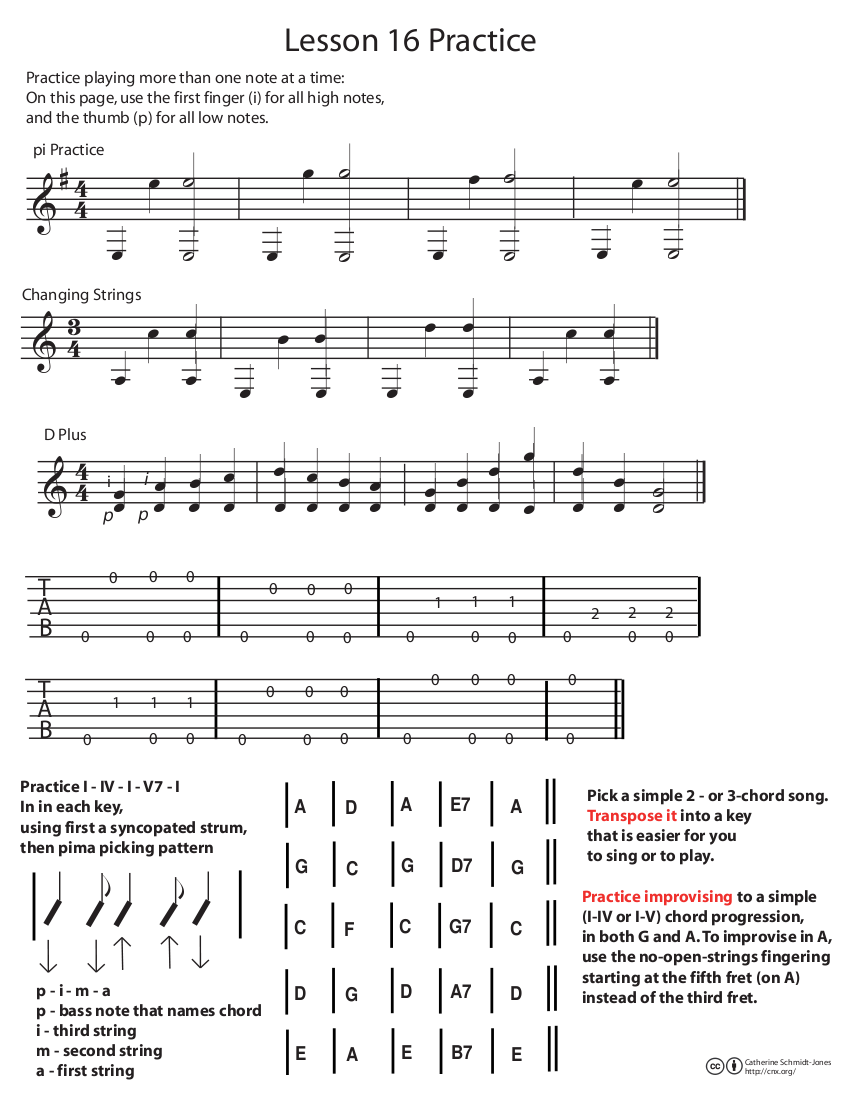 Lesson 16 Practice
Practice playing more than one note at a time:
On this page, use the first finger (i) for all high notes,
and the thumb (p) for all low notes.
pi Practice
4
4
Changing Strings
3
4
D Plus
4
4
i i
p p
0 0 0 0 0 0 1 1 1 2 2 2
T
A
B
0 0 0 0 0 0 0 0 0 0 0 0
1 1 1 0 0 0 0 0 0 0
T
A
B
0 0 0 0 0 0 0 0 0 0
Practice I - IV - I - V7 - I
In in each key,
using first a syncopated strum,
then pima picking pattern
p - i - m - a
p - bass note that names chord
i - third string
m - second string
a - first string
A D A E7 A
G C G D7 G
C F C G7 C
D G D A7 D
E A E B7 E
Pick a simple 2 - or 3-chord song.
Transpose it into a key
that is easier for you
to sing or to play.
Practice improvising to a simple
(I-IV or I-V) chord progression,
in both G and A. To improvise in A,
use the no-open-strings fingering
starting at the fifth fret (on A)
instead of the third fret.
cc
Catherine Schmidt-Jones
http://cnx.org/